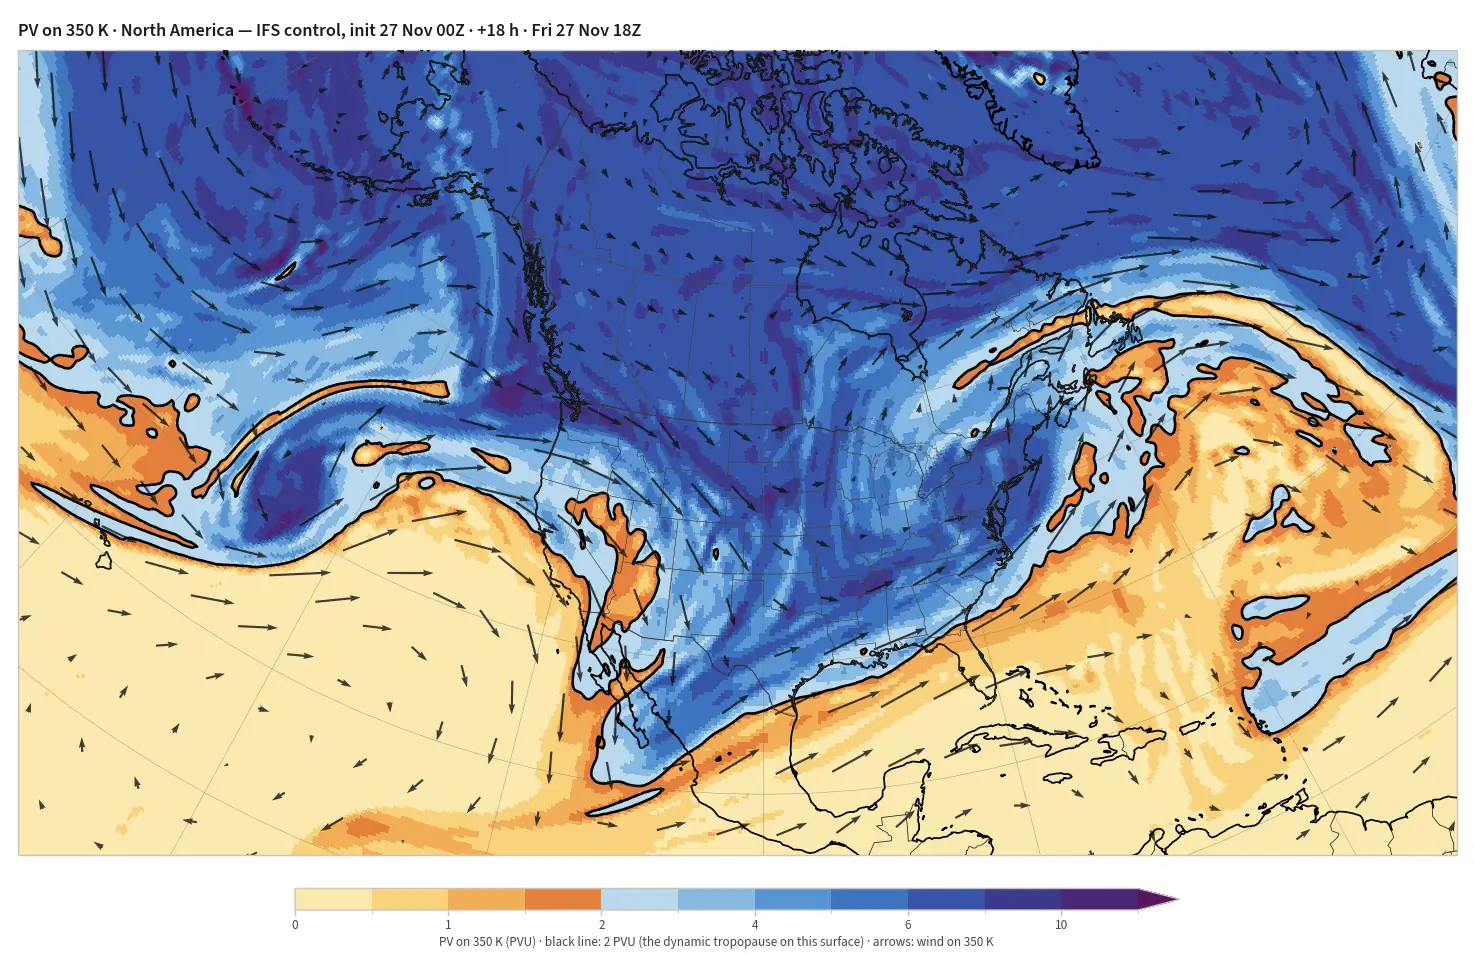 PV on 350 K · North America — IFS control, init 27 Nov 00Z · +18 h · Fri 27 Nov 18Z
0 1 2 4 6 10
PV on 350 K (PVU) · black line: 2 PVU (the dynamic tropopause on this surface) · arrows: wind on 350 K